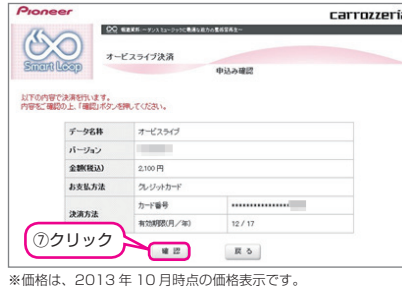 Pioneer
carrozzeria
Smart Loop
オービスライブ決済
申込み確認
以下の内容で決済を行います。
内容をご確認の上、「確認」ボタンを押してください。
データ名称 オービスライブ
バージョン
金額(税込) 2,100 円
お支払方法 クレジットカード
決済方法 カード番号 ****************
有効期限(月／年) 12 / 17
⑦クリック
確 認 戻 る
※価格は、2013 年 10 月時点の価格表示です。